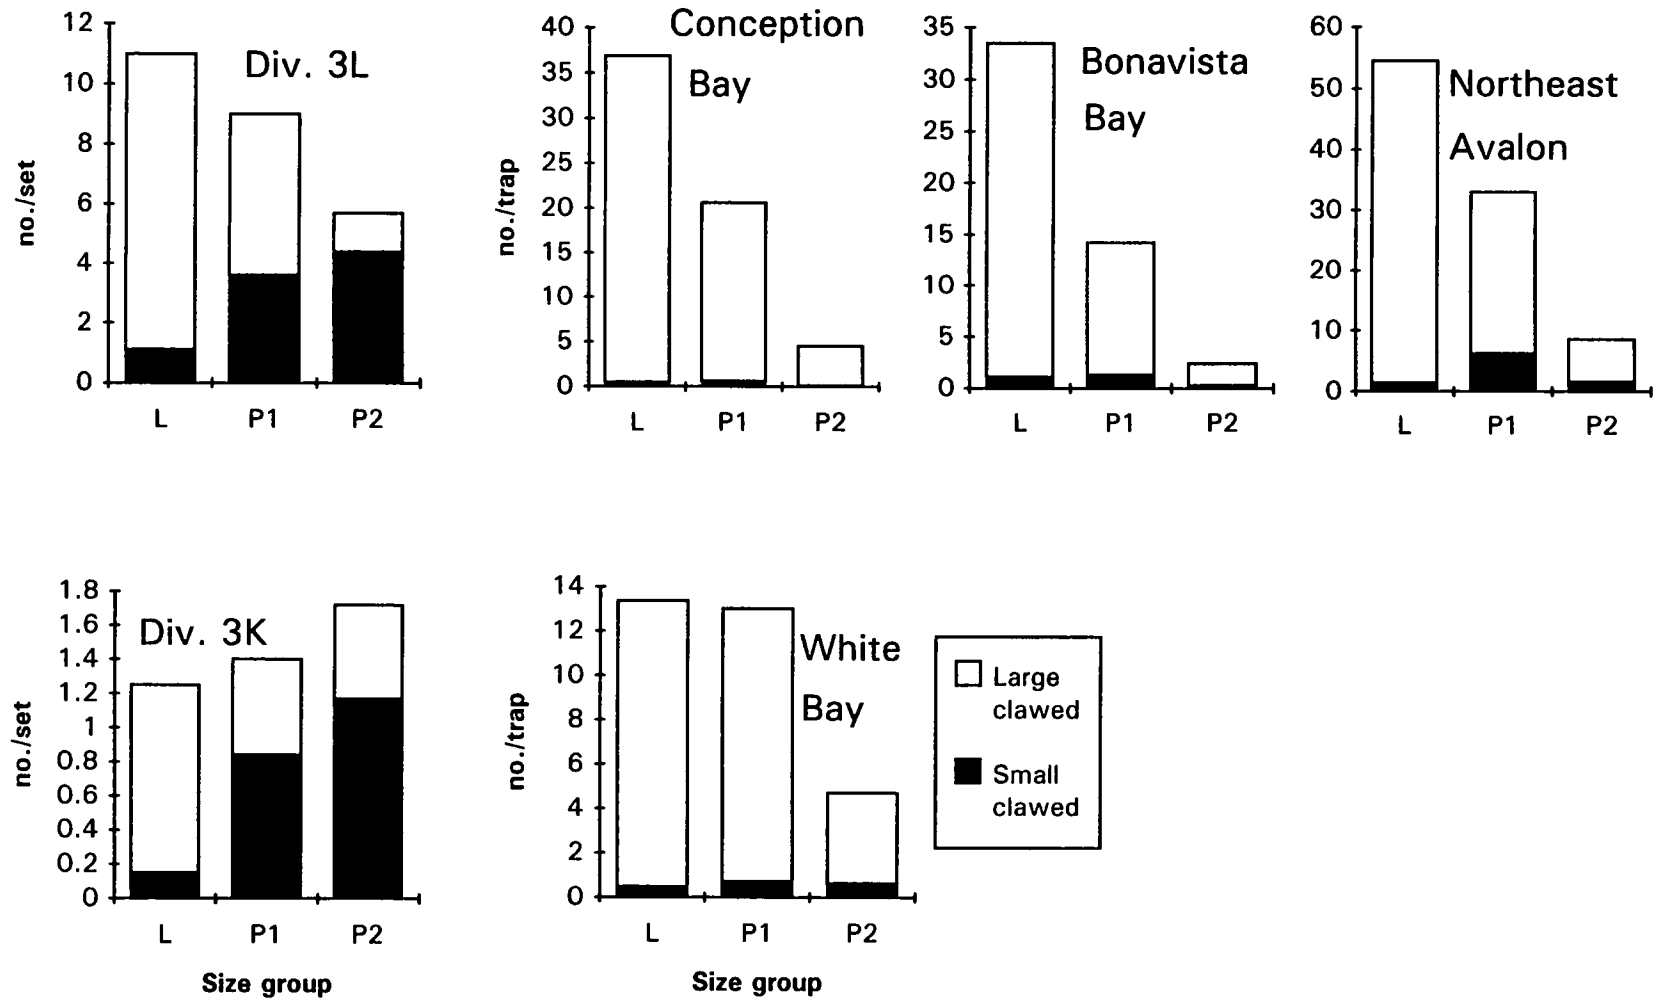 Div. 3L
no./set
12
10
8
6
4
2
0
L P1 P2
Conception
Bay
no./trap
40
35
30
25
20
15
10
5
0
L P1 P2
Bonavista
Bay
35
30
25
20
15
10
5
0
L P1 P2
Northeast
Avalon
60
50
40
30
20
10
0
L P1 P2
Div. 3K
no./set
1.8
1.6
1.4
1.2
1
0.8
0.6
0.4
0.2
0
L P1 P2
Size group
White
Bay
no./trap
14
12
10
8
6
4
2
0
L P1 P2
Size group
Large
clawed
Small
clawed